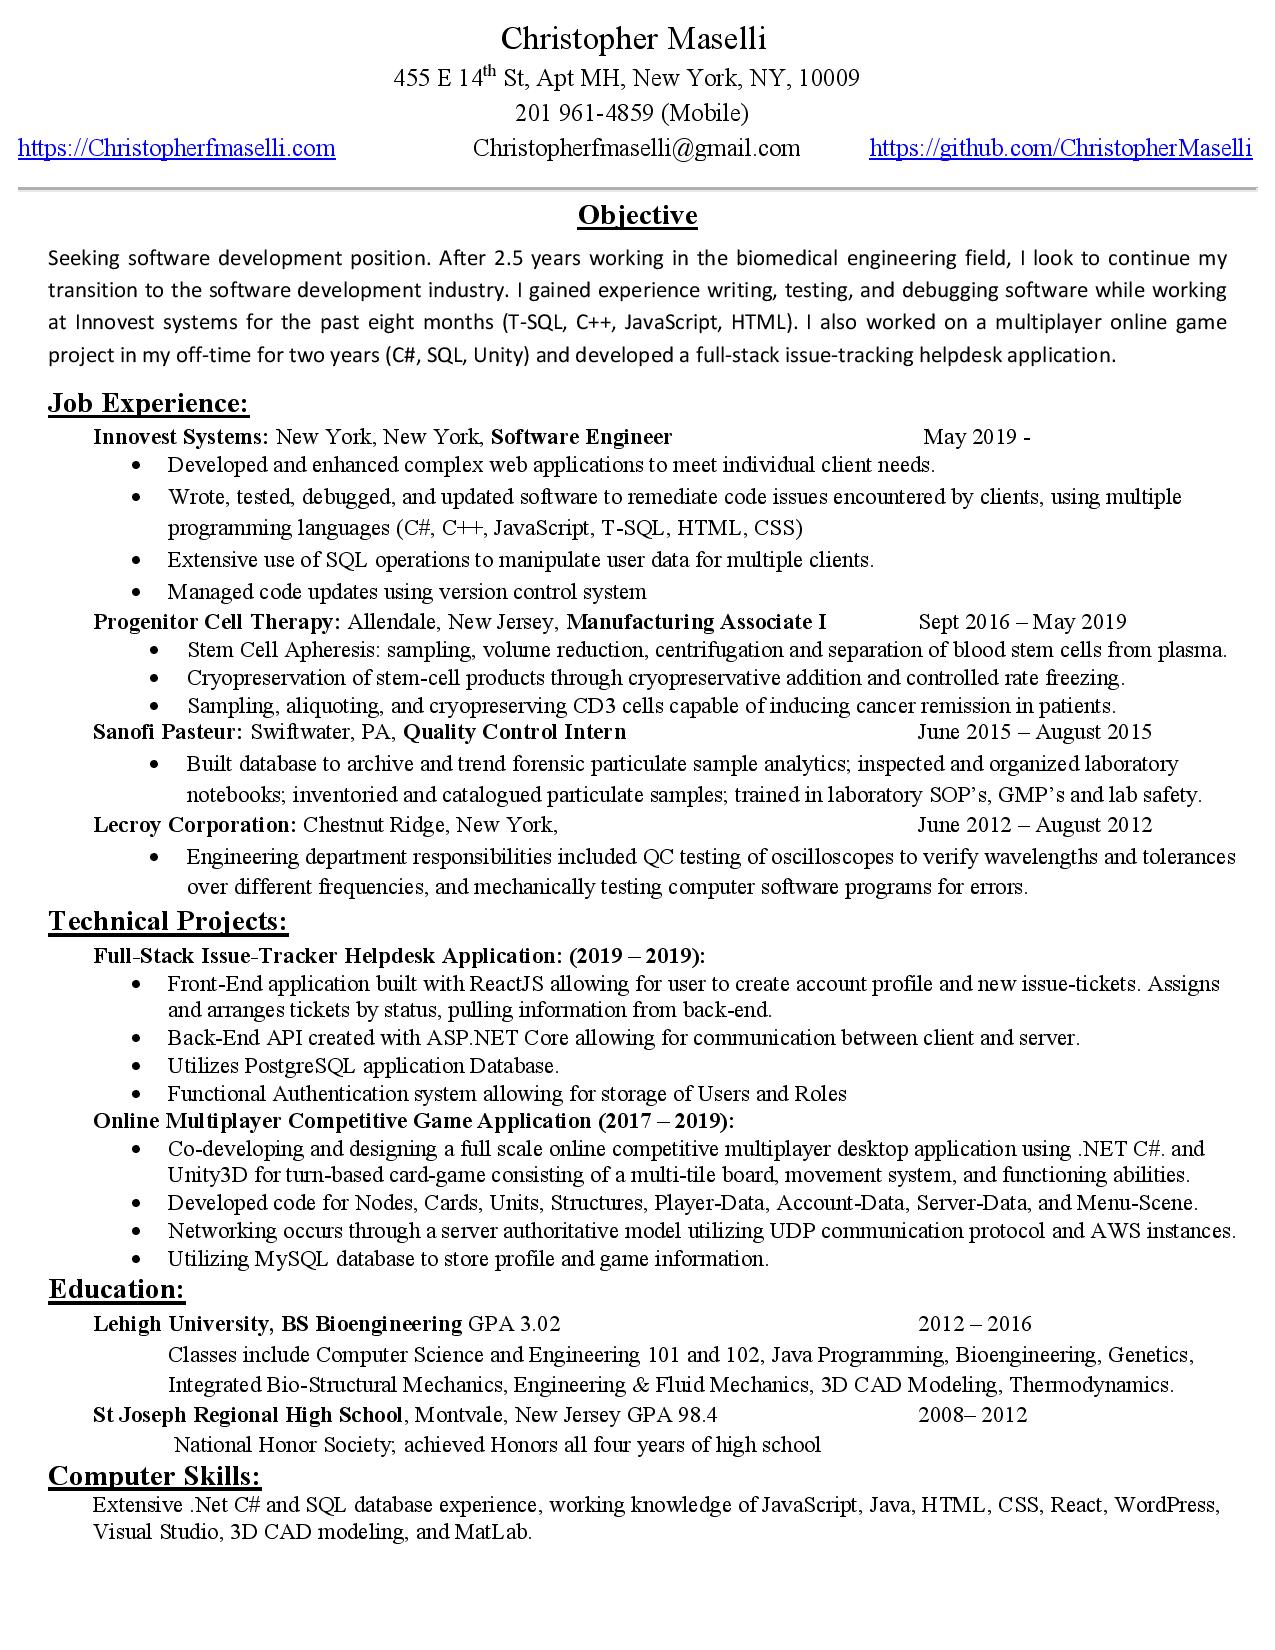 Christopher Maselli
455 E 14th St, Apt MH, New York, NY, 10009
201 961-4859 (Mobile)
https://Christopherfmaselli.com Christopherfmaselli@gmail.com https://github.com/ChristopherMaselli
Objective
Seeking software development position. After 2.5 years working in the biomedical engineering field, I look to continue my
transition to the software development industry. I gained experience writing, testing, and debugging software while working
at Innovest systems for the past eight months (T-SQL, C++, JavaScript, HTML). I also worked on a multiplayer online game
project in my off-time for two years (C#, SQL, Unity) and developed a full-stack issue-tracking helpdesk application.
Job Experience:
Innovest Systems: New York, New York, Software Engineer May 2019 -
• Developed and enhanced complex web applications to meet individual client needs.
• Wrote, tested, debugged, and updated software to remediate code issues encountered by clients, using multiple
programming languages (C#, C++, JavaScript, T-SQL, HTML, CSS)
• Extensive use of SQL operations to manipulate user data for multiple clients.
• Managed code updates using version control system
Progenitor Cell Therapy: Allendale, New Jersey, Manufacturing Associate I Sept 2016 – May 2019
• Stem Cell Apheresis: sampling, volume reduction, centrifugation and separation of blood stem cells from plasma.
• Cryopreservation of stem-cell products through cryopreservative addition and controlled rate freezing.
• Sampling, aliquoting, and cryopreserving CD3 cells capable of inducing cancer remission in patients.
Sanofi Pasteur: Swiftwater, PA, Quality Control Intern June 2015 – August 2015
• Built database to archive and trend forensic particulate sample analytics; inspected and organized laboratory
notebooks; inventoried and catalogued particulate samples; trained in laboratory SOP’s, GMP’s and lab safety.
Lecroy Corporation: Chestnut Ridge, New York, June 2012 – August 2012
• Engineering department responsibilities included QC testing of oscilloscopes to verify wavelengths and tolerances
over different frequencies, and mechanically testing computer software programs for errors.
Technical Projects:
Full-Stack Issue-Tracker Helpdesk Application: (2019 – 2019):
• Front-End application built with ReactJS allowing for user to create account profile and new issue-tickets. Assigns
and arranges tickets by status, pulling information from back-end.
• Back-End API created with ASP.NET Core allowing for communication between client and server.
• Utilizes PostgreSQL application Database.
• Functional Authentication system allowing for storage of Users and Roles
Online Multiplayer Competitive Game Application (2017 – 2019):
• Co-developing and designing a full scale online competitive multiplayer desktop application using .NET C#. and
Unity3D for turn-based card-game consisting of a multi-tile board, movement system, and functioning abilities.
• Developed code for Nodes, Cards, Units, Structures, Player-Data, Account-Data, Server-Data, and Menu-Scene.
• Networking occurs through a server authoritative model utilizing UDP communication protocol and AWS instances.
• Utilizing MySQL database to store profile and game information.
Education:
Lehigh University, BS Bioengineering GPA 3.02 2012 – 2016
Classes include Computer Science and Engineering 101 and 102, Java Programming, Bioengineering, Genetics,
Integrated Bio-Structural Mechanics, Engineering & Fluid Mechanics, 3D CAD Modeling, Thermodynamics.
St Joseph Regional High School, Montvale, New Jersey GPA 98.4 2008– 2012
National Honor Society; achieved Honors all four years of high school
Computer Skills:
Extensive .Net C# and SQL database experience, working knowledge of JavaScript, Java, HTML, CSS, React, WordPress,
Visual Studio, 3D CAD modeling, and MatLab.